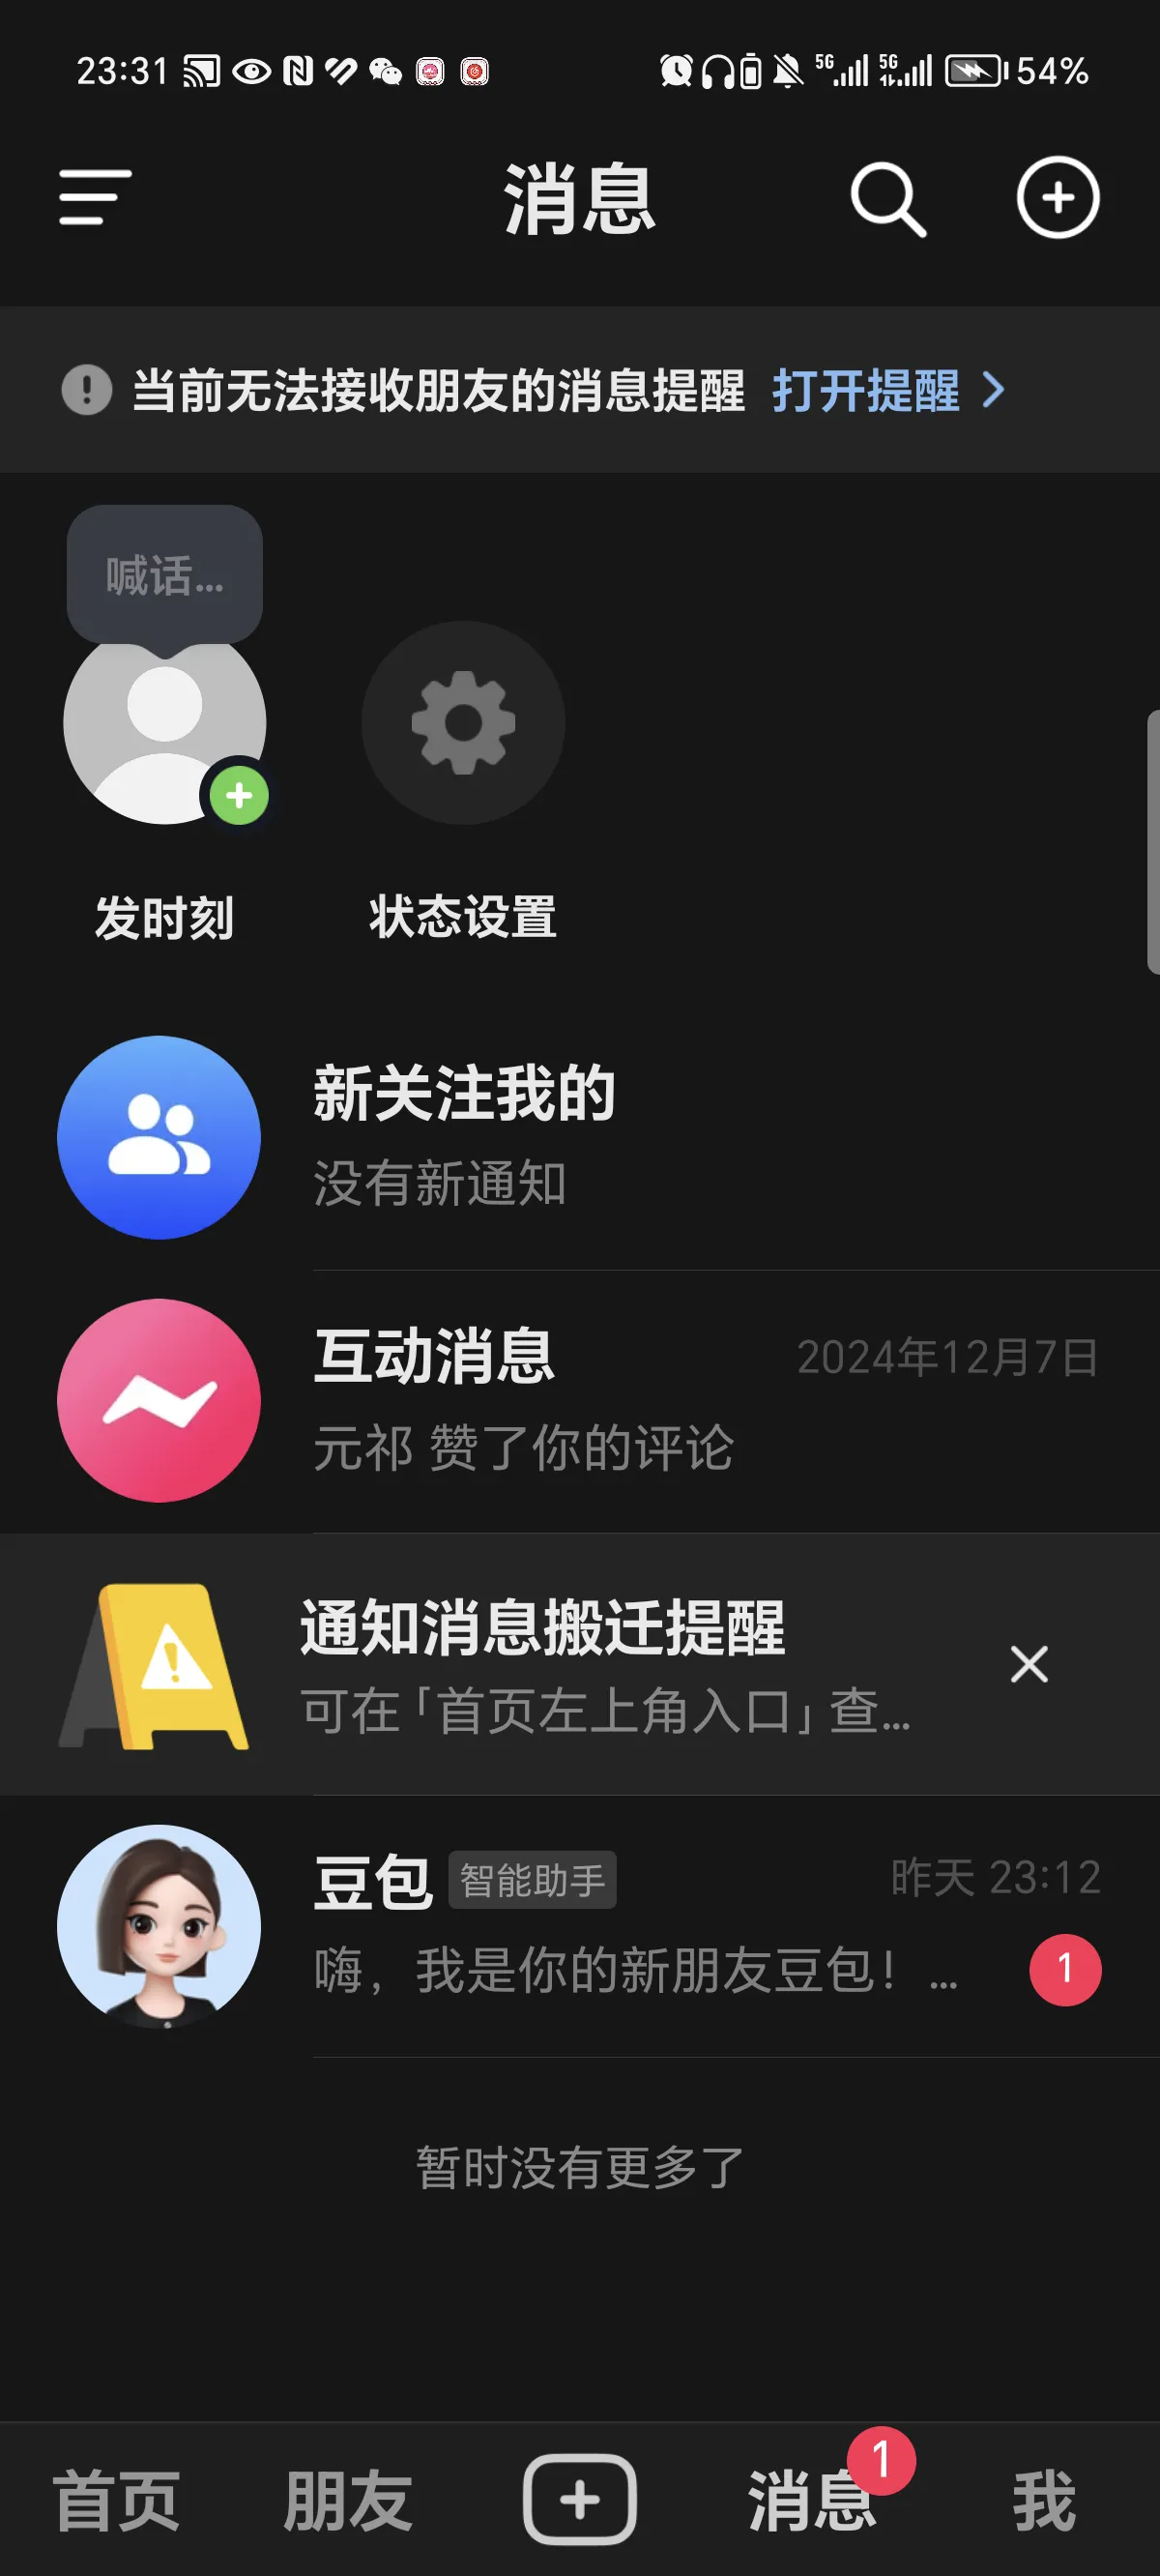 23:31 5G 5G 54%
消息
当前无法接收朋友的消息提醒 打开提醒
喊话...
发时刻 状态设置
新关注我的
没有新通知
互动消息 2024年12月7日
元祁 赞了你的评论
通知消息搬迁提醒
可在「首页左上角入口」查...
豆包 智能助手 昨天 23:12
嗨，我是你的新朋友豆包！... 1
暂时没有更多了
首页 朋友 消息 1 我